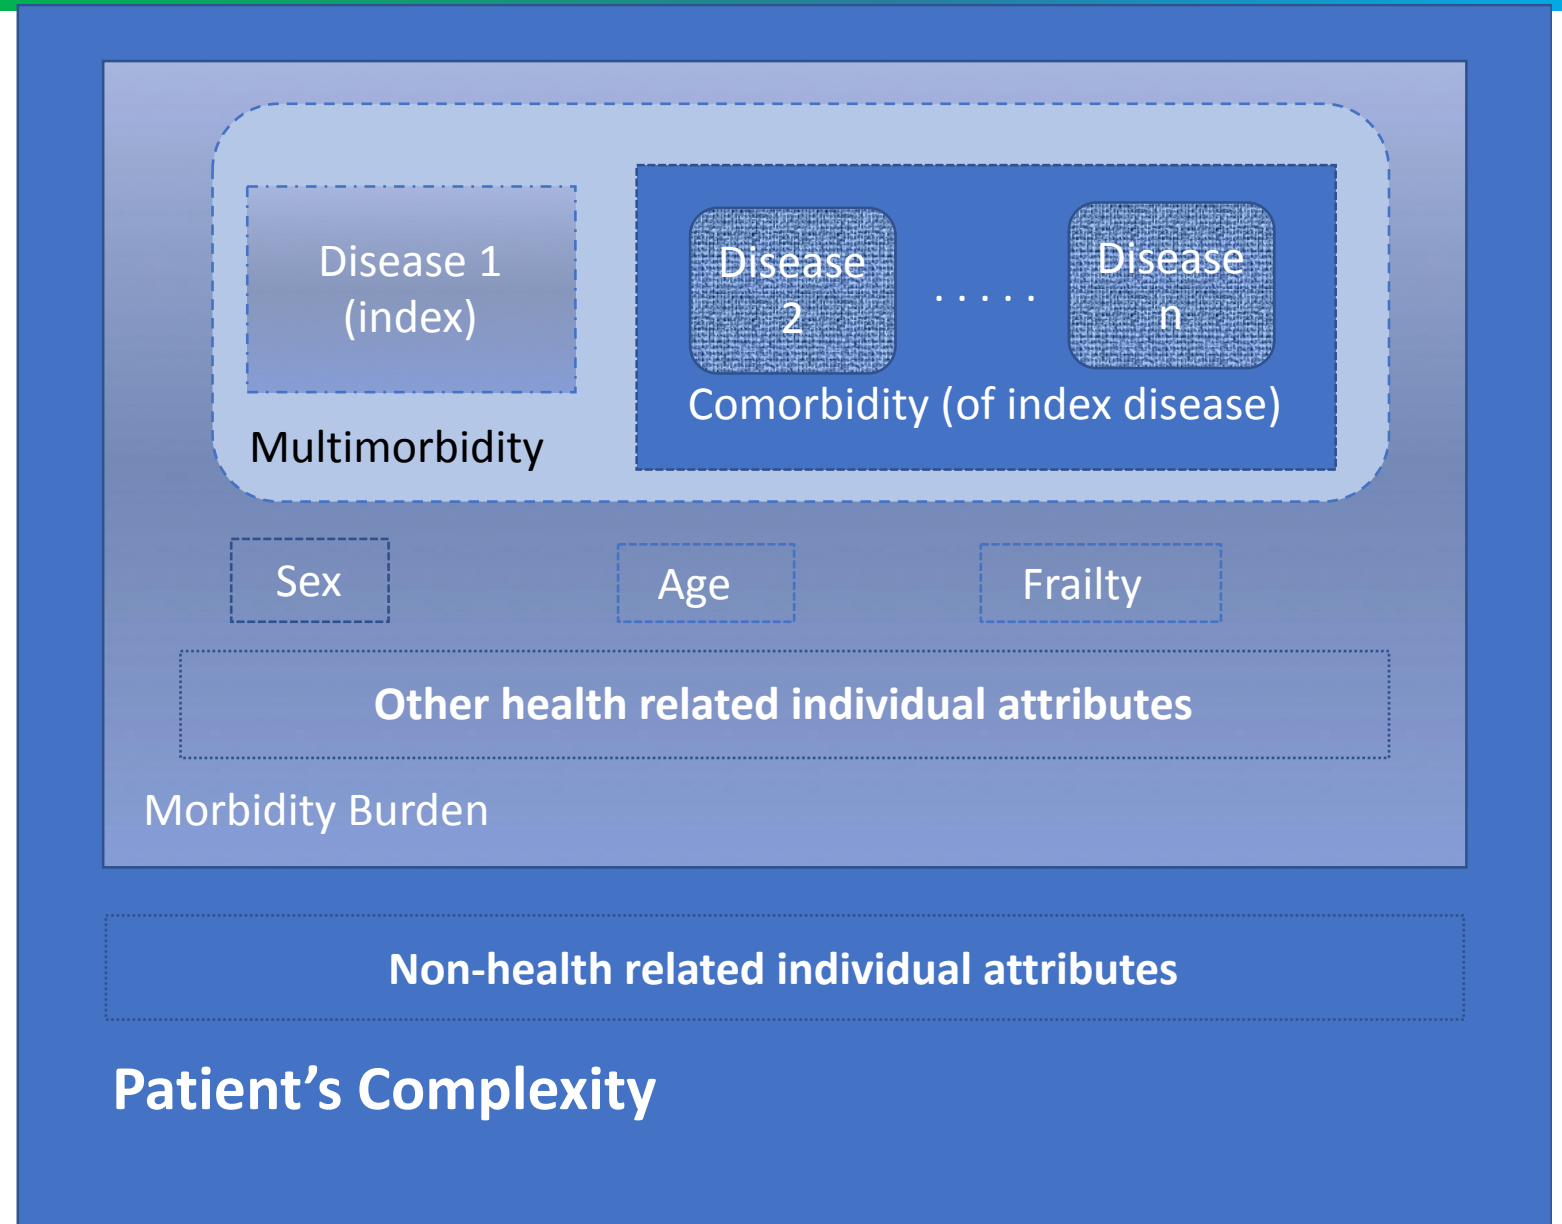 Disease 1
(index)
Disease
2
. . . . .
Disease
n
Comorbidity (of index disease)
Multimorbidity
Sex
Age
Frailty
Other health related individual attributes
Morbidity Burden
Non-health related individual attributes
Patient’s Complexity